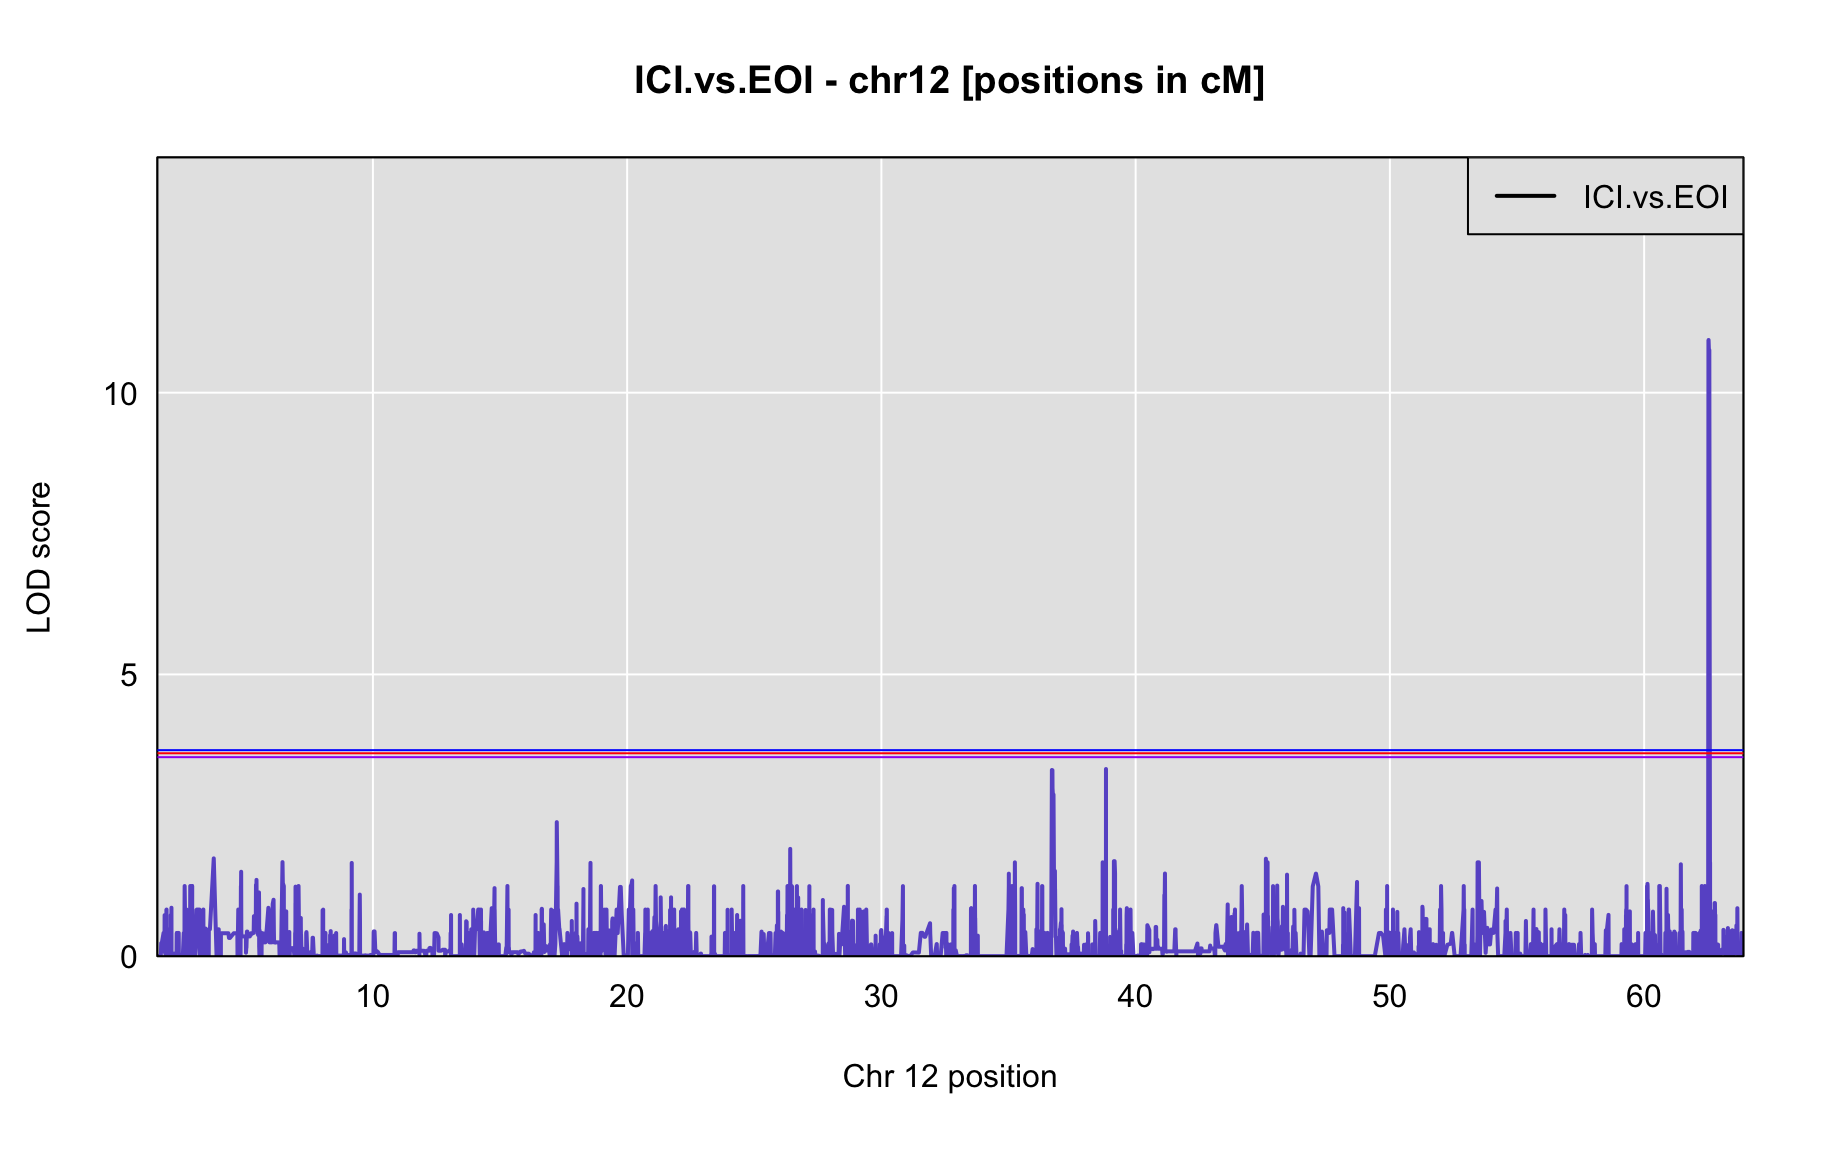 ICI.vs.EOI - chr12 [positions in cM]
ICI.vs.EOI
10
5
0
LOD score
10 20 30 40 50 60
Chr 12 position